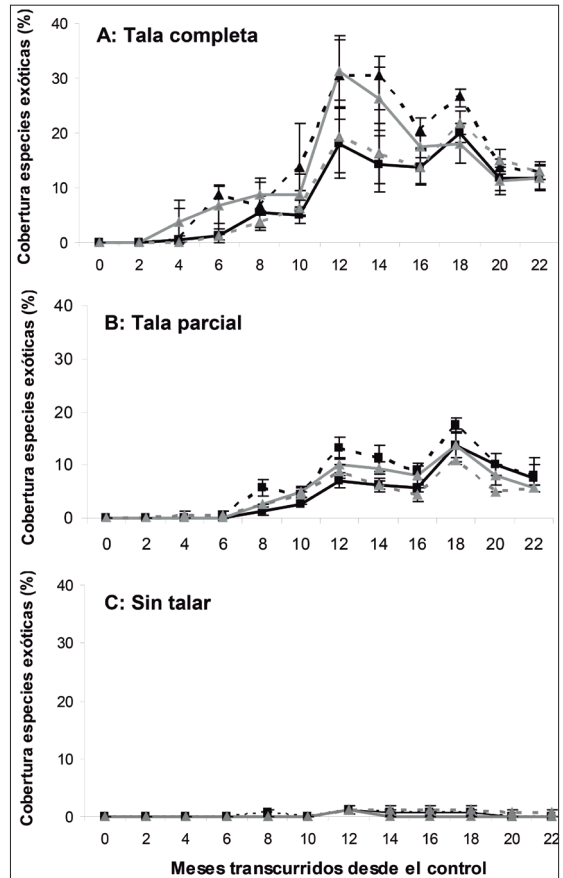 Cobertura especies exóticas (%)
A: Tala completa
40
30
20
10
0
0 2 4 6 8 10 12 14 16 18 20 22
Cobertura especies exóticas (%)
B: Tala parcial
40
30
20
10
0
0 2 4 6 8 10 12 14 16 18 20 22
Cobertura especies exóticas (%)
C: Sin talar
40
30
20
10
0
0 2 4 6 8 10 12 14 16 18 20 22
Meses transcurridos desde el control